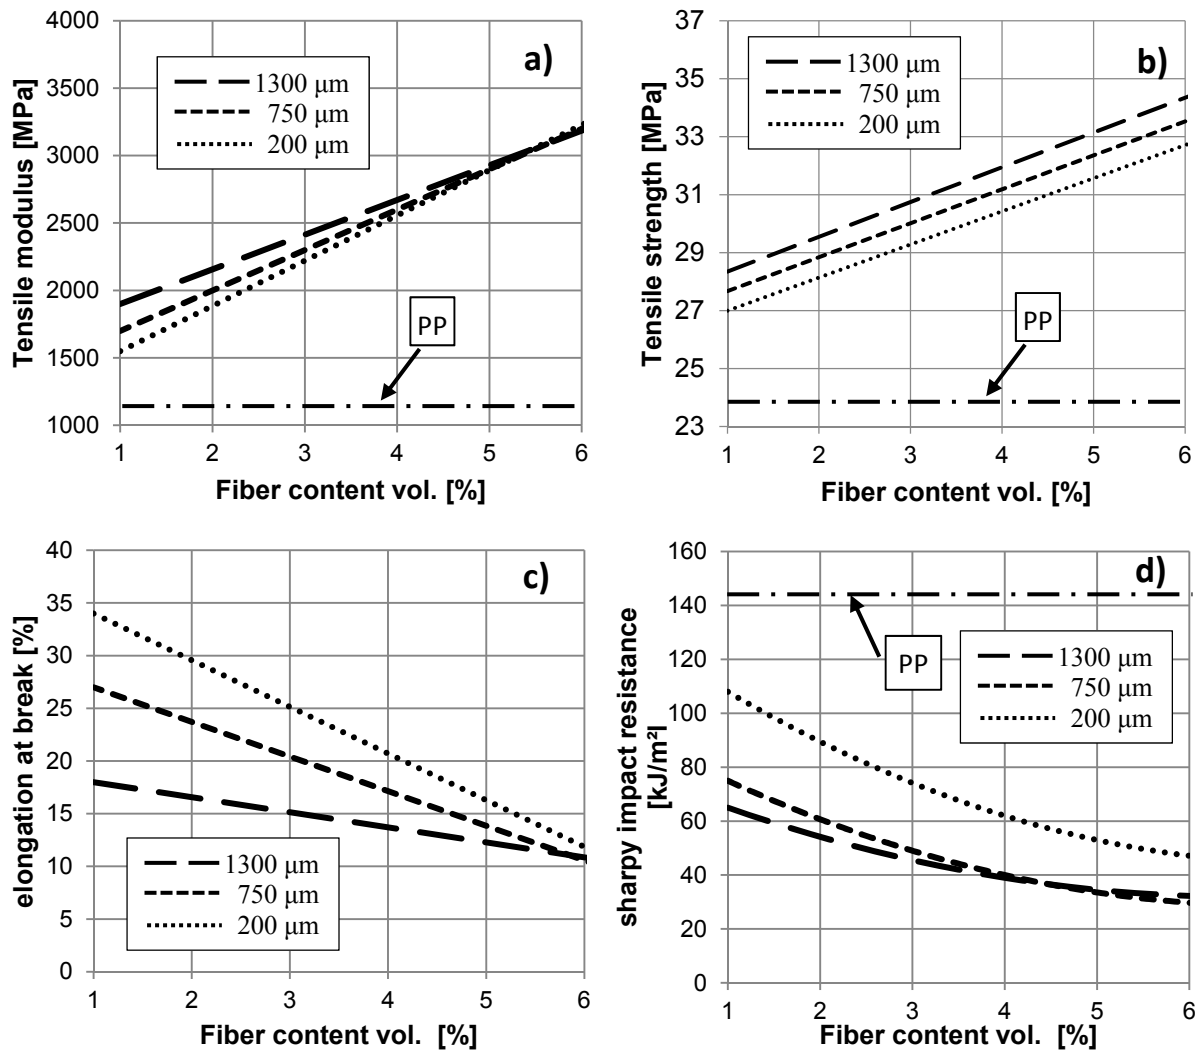 a)
Tensile modulus [MPa]
4000
3500
3000
2500
2000
1500
1000
1300 μm
750 μm
200 μm
PP
1 2 3 4 5 6
Fiber content vol. [%]
b)
Tensile strength [MPa]
37
35
33
31
29
27
25
23
1300 μm
750 μm
200 μm
PP
1 2 3 4 5 6
Fiber content vol. [%]
c)
elongation at break [%]
40
35
30
25
20
15
10
5
0
1300 μm
750 μm
200 μm
1 2 3 4 5 6
Fiber content vol. [%]
d)
sharpy impact resistance
[kJ/m²]
160
140
120
100
80
60
40
20
0
PP
1300 μm
750 μm
200 μm
1 2 3 4 5 6
Fiber content vol. [%]